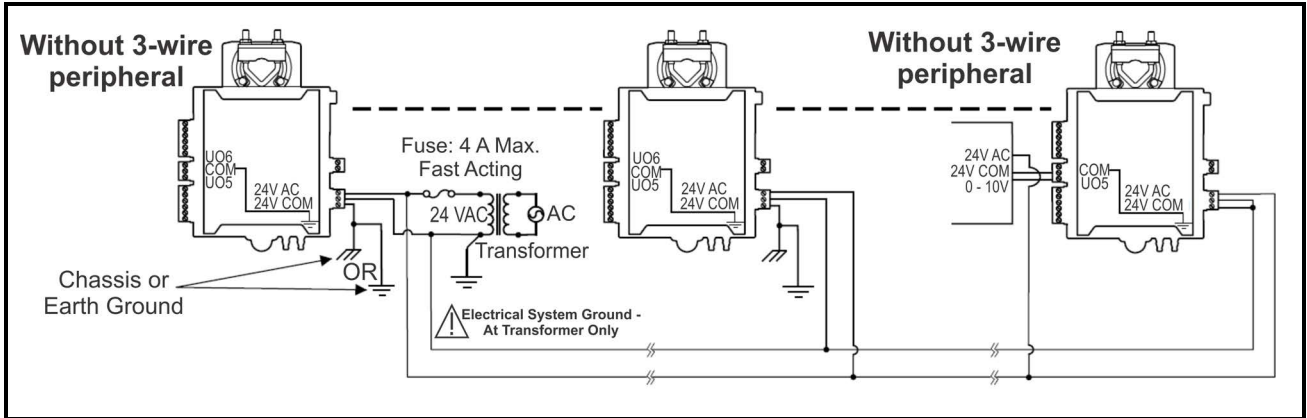 Without 3-wire
peripheral
UO6
COM
UO5
24V AC
24V COM
Chassis or
Earth Ground
OR
Fuse: 4 A Max.
Fast Acting
24 VAC
AC
Transformer
Electrical System Ground -
At Transformer Only
UO6
COM
UO5
24V AC
24V COM
Without 3-wire
peripheral
24V AC
24V COM
0 - 10V
COM
UO5
24V AC
24V COM